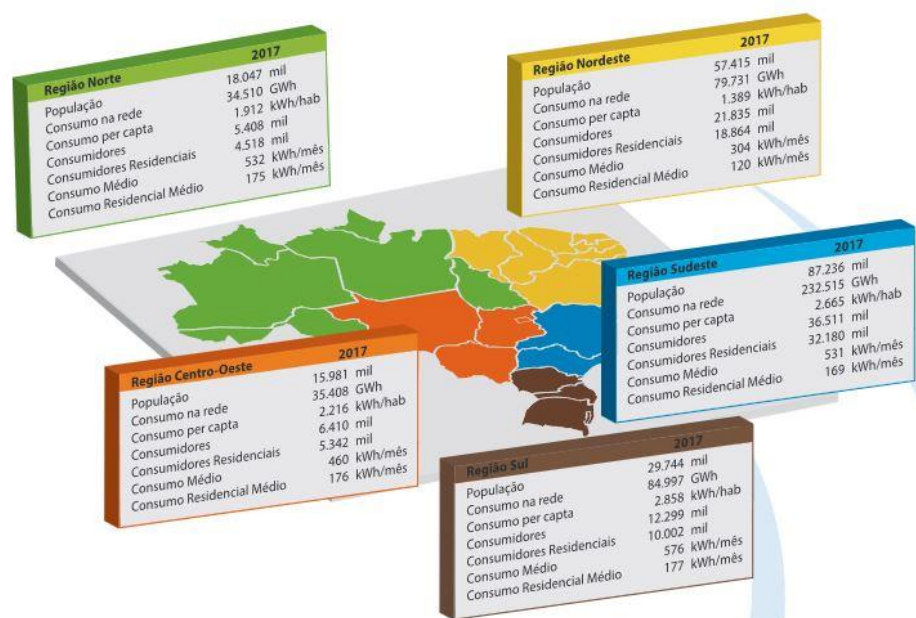 Região Norte 2017
População 18.047 mil
Consumo na rede 34.510 GWh
Consumo per capta 1.912 kWh/hab
Consumidores 5.408 mil
Consumidores Residenciais 4.518 mil
Consumo Médio 532 kWh/mês
Consumo Residencial Médio 175 kWh/mês
Região Nordeste 2017
População 57.415 mil
Consumo na rede 79.731 GWh
Consumo per capta 1.389 kWh/hab
Consumidores 21.835 mil
Consumidores Residenciais 18.864 mil
Consumo Médio 304 kWh/mês
Consumo Residencial Médio 120 kWh/mês
Região Sudeste 2017
População 87.236 mil
Consumo na rede 232.515 GWh
Consumo per capta 2.665 kWh/hab
Consumidores 36.511 mil
Consumidores Residenciais 32.180 mil
Consumo Médio 531 kWh/mês
Consumo Residencial Médio 169 kWh/mês
Região Centro-Oeste 2017
População 15.981 mil
Consumo na rede 35.408 GWh
Consumo per capta 2.216 kWh/hab
Consumidores 6.410 mil
Consumidores Residenciais 5.342 mil
Consumo Médio 460 kWh/mês
Consumo Residencial Médio 176 kWh/mês
Região Sul 2017
População 29.744 mil
Consumo na rede 84.997 GWh
Consumo per capta 2.858 kWh/hab
Consumidores 12.299 mil
Consumidores Residenciais 10.002 mil
Consumo Médio 576 kWh/mês
Consumo Residencial Médio 177 kWh/mês